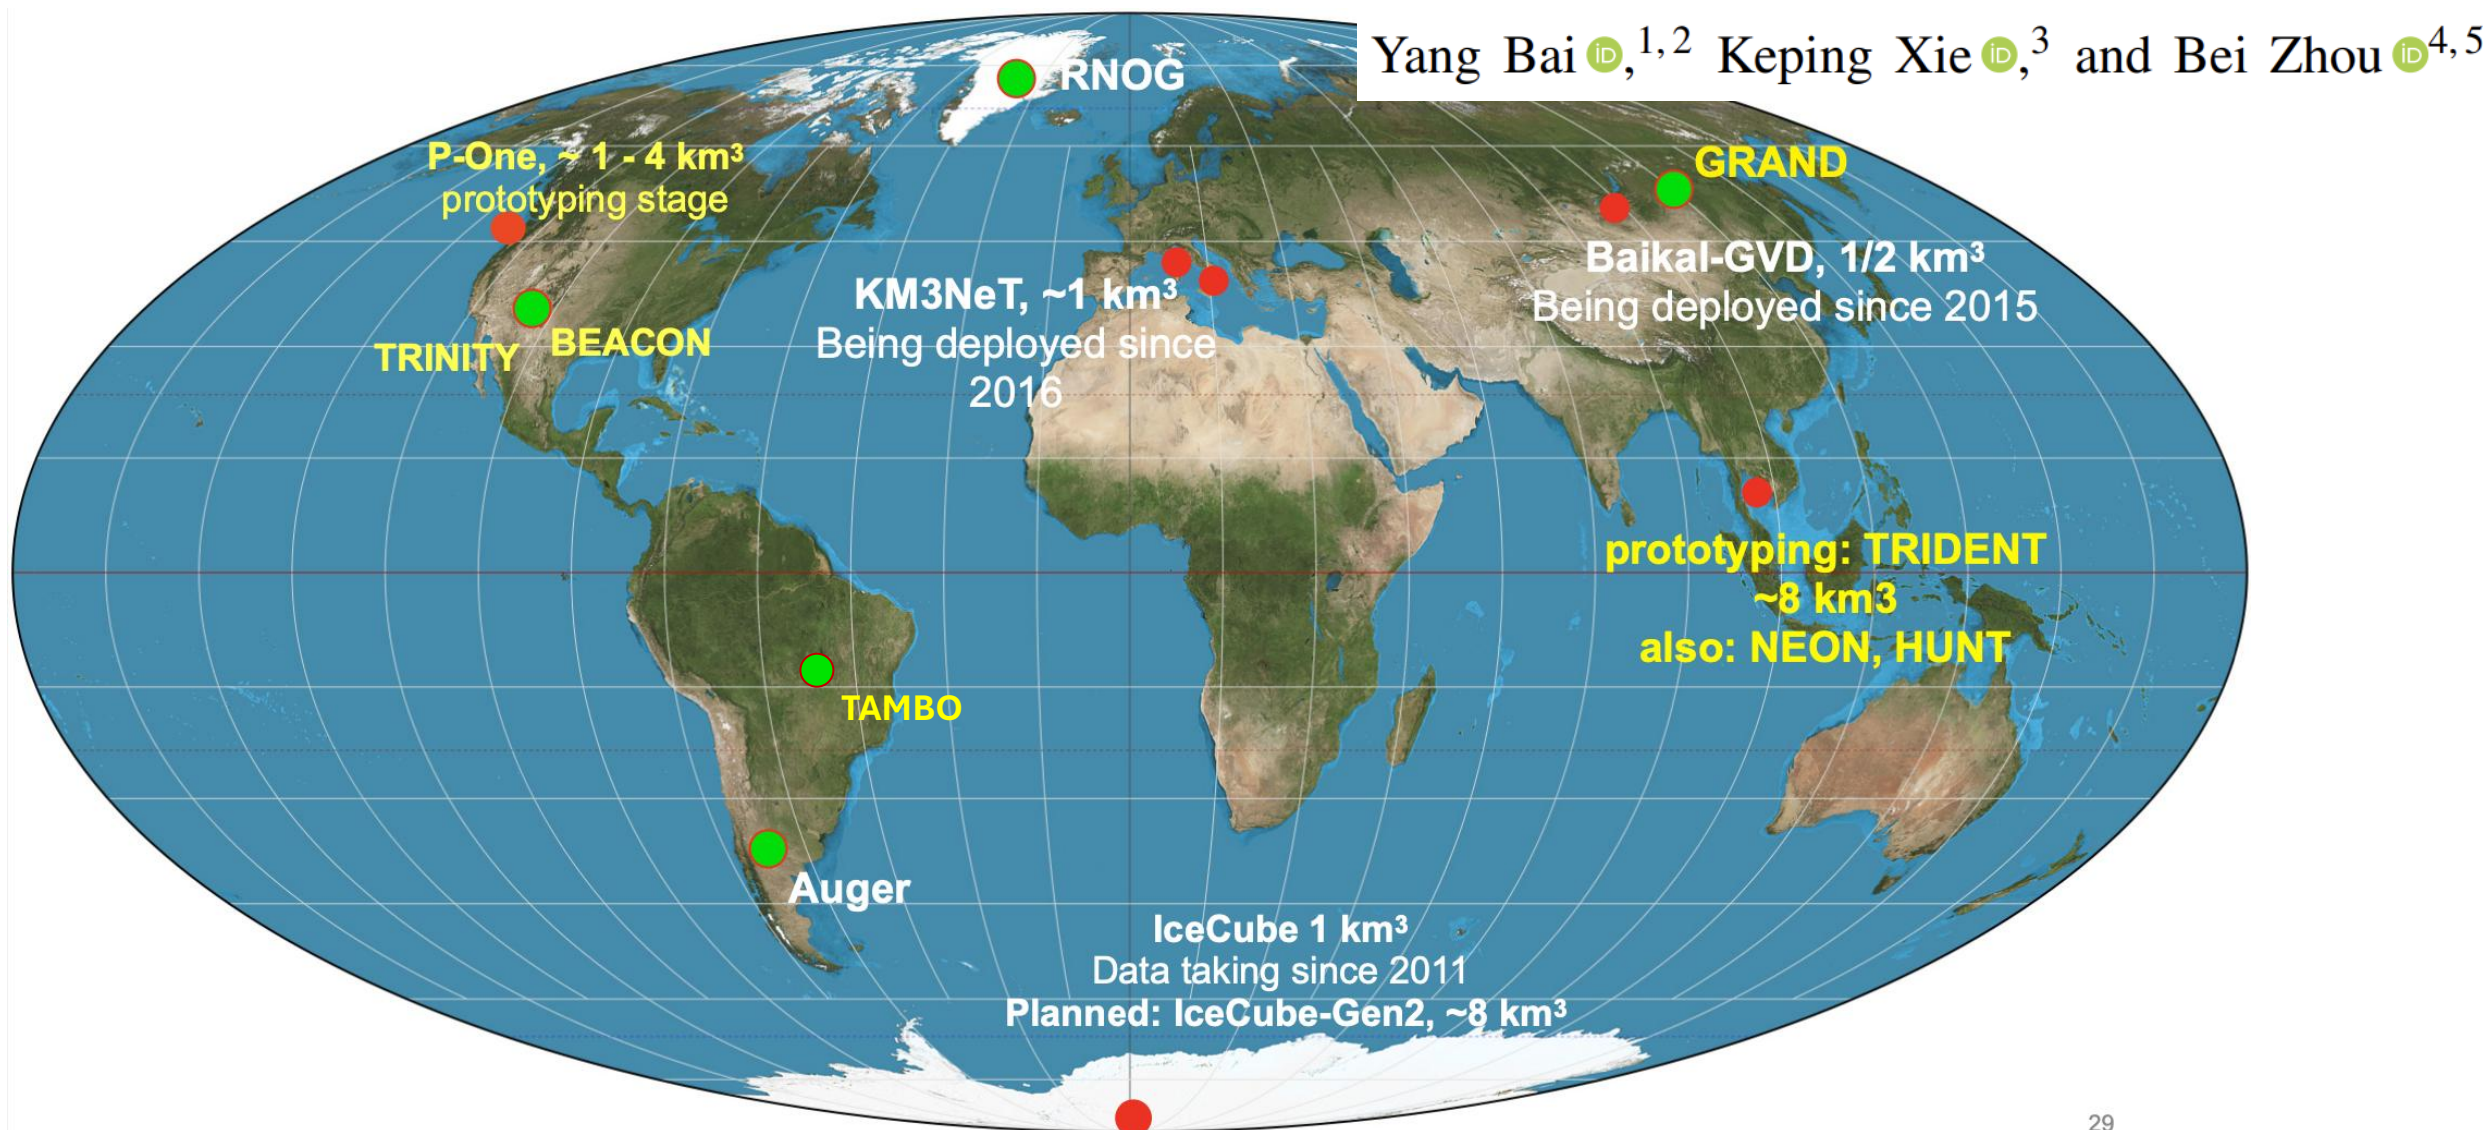 Yang Bai iD,1, 2 Keping Xie iD,3 and Bei Zhou iD4, 5
RNOG
P-One, ~ 1 - 4 km³
prototyping stage
GRAND
Baikal-GVD, 1/2 km³
Being deployed since 2015
KM3NeT, ~1 km³
Being deployed since
2016
TRINITY
BEACON
prototyping: TRIDENT
~8 km3
also: NEON, HUNT
TAMBO
Auger
IceCube 1 km³
Data taking since 2011
Planned: IceCube-Gen2, ~8 km³
29